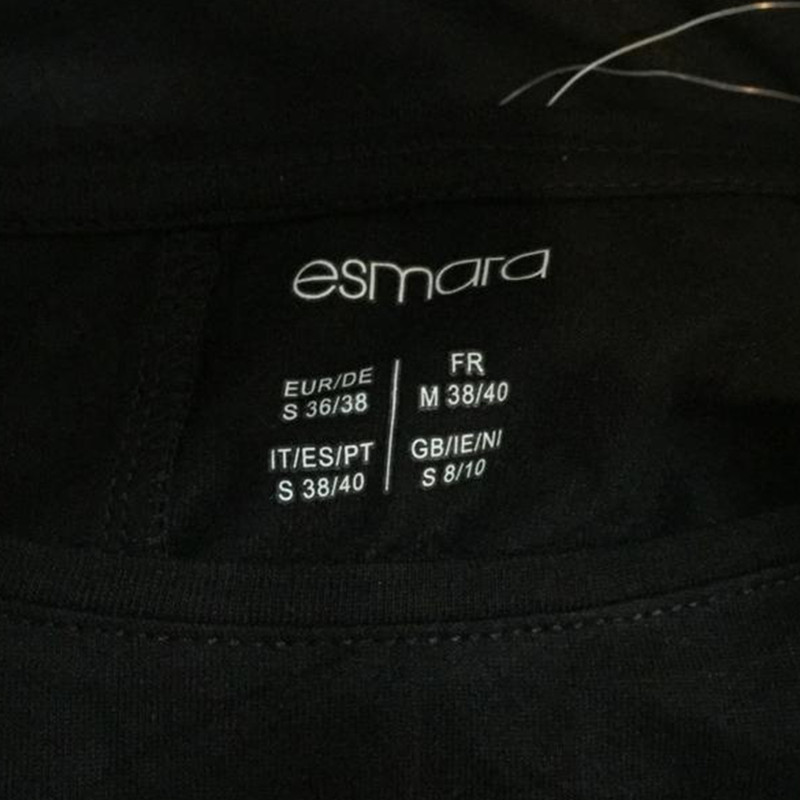 esmara
EUR/DE
S 36/38
FR
M 38/40
IT/ES/PT
S 38/40
GB/IE/NI
S 8/10